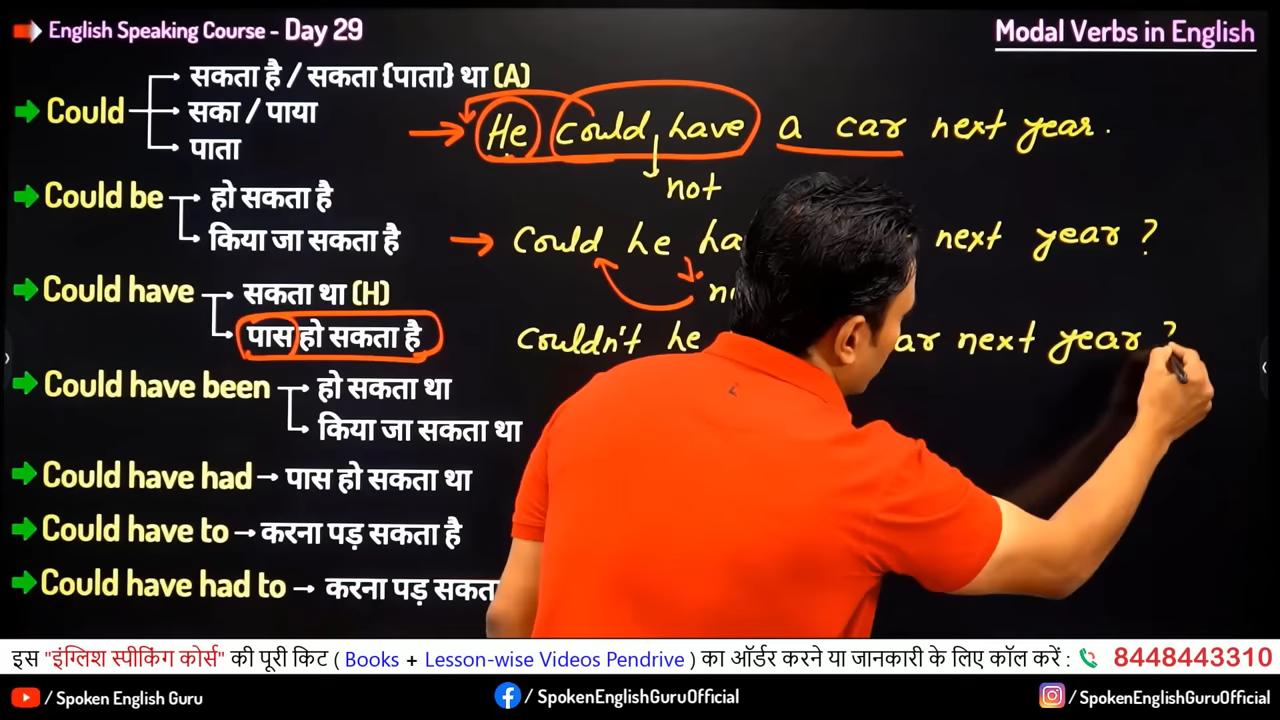 English Speaking Course - Day 29
Modal Verbs in English
Could
सकता है / सकता {पाता} था (A)
सका / पाया
पाता
Could be
हो सकता है
किया जा सकता है
Could have
सकता था (H)
पास हो सकता है
Could have been
हो सकता था
किया जा सकता था
Could have had → पास हो सकता था
Could have to → करना पड़ सकता है
Could have had to → करना पड़ सकता
He could have a car next year.
not
Could he next year ?
Couldn't he next year ?
इस "इंग्लिश स्पीकिंग कोर्स" की पूरी किट ( Books + Lesson-wise Videos Pendrive ) का ऑर्डर करने या जानकारी के लिए कॉल करें : 8448443310
/ Spoken English Guru
/ SpokenEnglishGuruOfficial
/ SpokenEnglishGuruOfficial